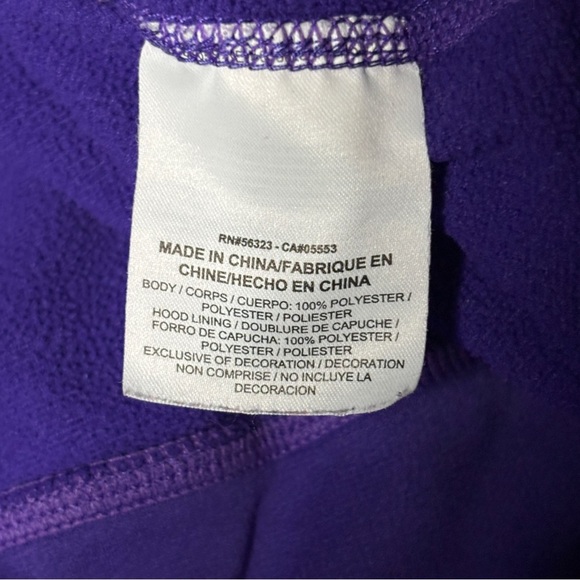 RN#56323 - CA#05553
MADE IN CHINA/FABRIQUE EN
CHINE/HECHO EN CHINA
BODY / CORPS / CUERPO: 100% POLYESTER /
POLYESTER / POLIESTER
HOOD LINING / DOUBLURE DE CAPUCHE /
FORRO DE CAPUCHA: 100% POLYESTER /
POLYESTER / POLIESTER
EXCLUSIVE OF DECORATION / DECORATION
NON COMPRISE / NO INCLUYE LA
DECORACION